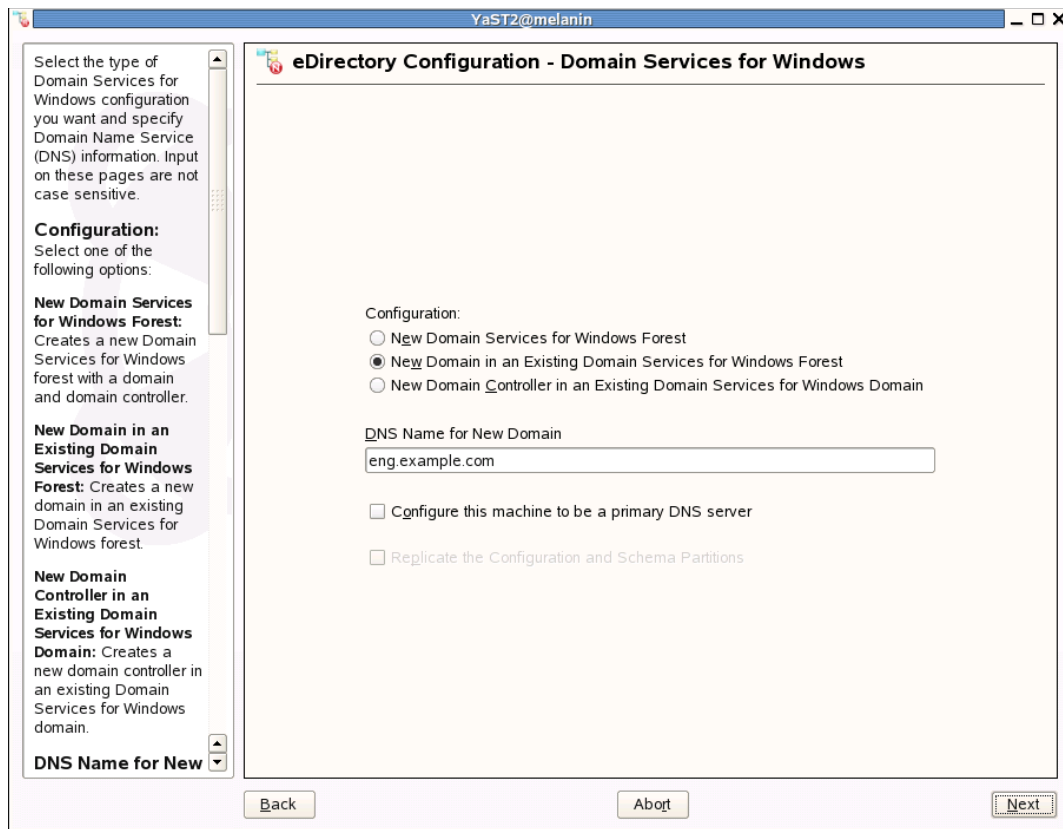 YaST2@melanin
Select the type of
Domain Services for
Windows configuration
you want and specify
Domain Name Service
(DNS) information. Input
on these pages are not
case sensitive.
Configuration:
Select one of the
following options:
New Domain Services
for Windows Forest:
Creates a new Domain
Services for Windows
forest with a domain
and domain controller.
New Domain in an
Existing Domain
Services for Windows
Forest: Creates a new
domain in an existing
Domain Services for
Windows forest.
New Domain
Controller in an
Existing Domain
Services for Windows
Domain: Creates a
new domain controller in
an existing Domain
Services for Windows
domain.
DNS Name for New
eDirectory Configuration - Domain Services for Windows
Configuration:
New Domain Services for Windows Forest
New Domain in an Existing Domain Services for Windows Forest
New Domain Controller in an Existing Domain Services for Windows Domain
DNS Name for New Domain
eng.example.com
Configure this machine to be a primary DNS server
Replicate the Configuration and Schema Partitions
Back
Abort
Next